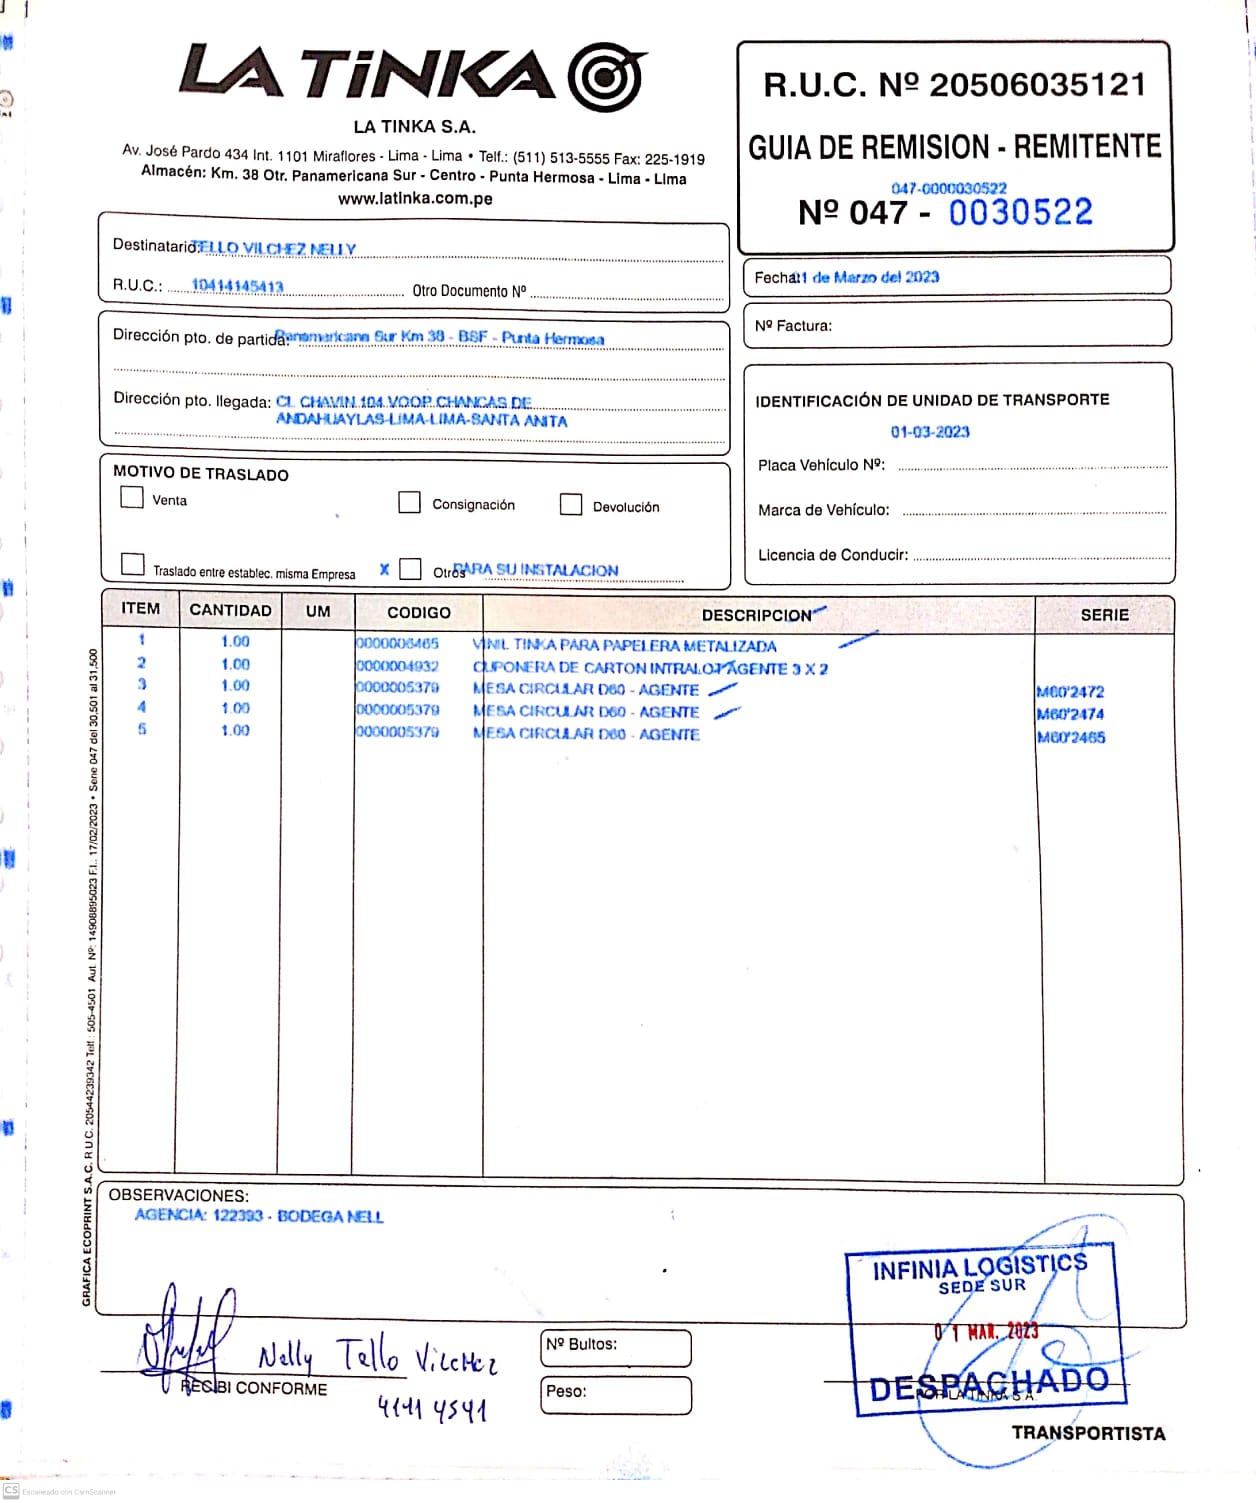 LA TiNKA
LA TINKA S.A.
Av. José Pardo 434 Int. 1101 Miraflores - Lima - Lima • Telf.: (511) 513-5555 Fax: 225-1919
Almacén: Km. 38 Otr. Panamericana Sur - Centro - Punta Hermosa - Lima - Lima
www.latinka.com.pe
R.U.C. Nº 20506035121
GUIA DE REMISION - REMITENTE
047-0000030522
Nº 047 - 0030522
Destinatario: TELLO VILCHEZ NELLY
R.U.C.: 10414145413 Otro Documento Nº
Fecha: 1 de Marzo del 2023
Nº Factura:
Dirección pto. de partida: Panamericana Sur Km 38 - BSF - Punta Hermosa
Dirección pto. llegada: CL CHAVIN 104 VOOP. CHANCAS DE
ANDAHUAYLAS-LIMA-LIMA-SANTA ANITA
IDENTIFICACIÓN DE UNIDAD DE TRANSPORTE
01-03-2023
Placa Vehículo Nº:
Marca de Vehículo:
Licencia de Conducir:
MOTIVO DE TRASLADO
Venta Consignación Devolución
Traslado entre establec. misma Empresa X Otros PARA SU INSTALACION
ITEM CANTIDAD UM CODIGO DESCRIPCION SERIE
1 1.00 0000006465 VINIL TINKA PARA PAPELERA METALIZADA
2 1.00 0000004932 CUPONERA DE CARTON INTRALOT AGENTE 3 X 2
3 1.00 0000005379 MESA CIRCULAR D60 - AGENTE M60'2472
4 1.00 0000005379 MESA CIRCULAR D60 - AGENTE M60'2474
5 1.00 0000005379 MESA CIRCULAR D60 - AGENTE M60'2465
GRAFICA ECOPRINT S.A.C. R.U.C. 20544239342 Telf.: 505-4501 Aut. Nº: 14908895023 F.I.: 17/02/2023 • Serie 047 del 30,501 al 31,500
OBSERVACIONES:
AGENCIA: 122393 - BODEGA NELL
INFINIA LOGISTICS
SEDE SUR
01 MAR. 2023
DESPACHADO
POR LA TINKA S.A.
TRANSPORTISTA
Nelly Tello Vilchez
RECIBI CONFORME
41414541
Nº Bultos:
Peso:
CS Escaneado con CamScanner